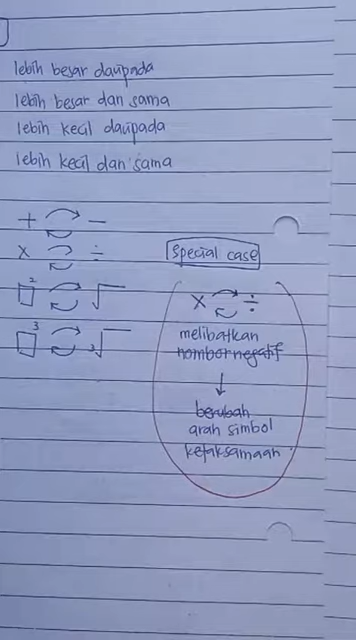 lebih besar daripada
lebih besar dan sama
lebih kecil daripada
lebih kecil dan sama
+ ⇄ −
× ⇄ ÷
□² ⇄ √
□³ ⇄ ³√
special case
× ⇄ ÷
melibatkan
nombor negatif
↓
berubah
arah simbol
ketaksamaan